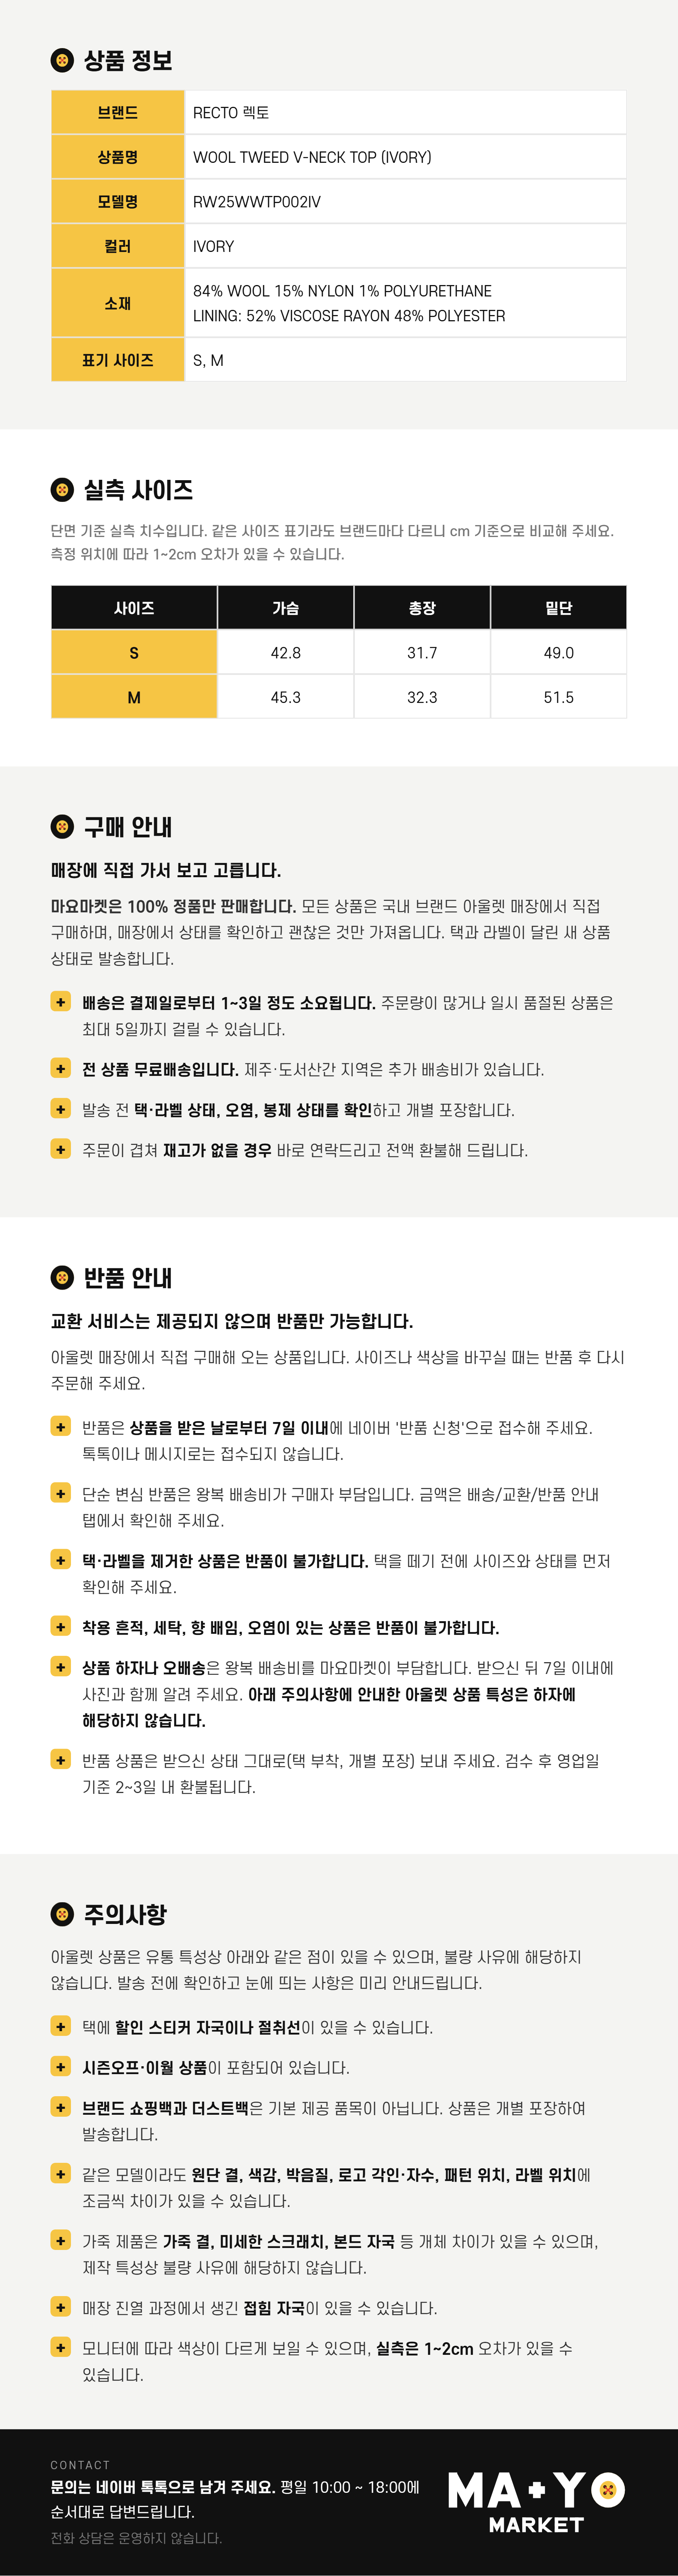 상품 정보
브랜드 RECTO 렉토
상품명 WOOL TWEED V-NECK TOP (IVORY)
모델명 RW25WWTP002IV
컬러 IVORY
소재 84% WOOL 15% NYLON 1% POLYURETHANE
LINING: 52% VISCOSE RAYON 48% POLYESTER
표기 사이즈 S, M
실측 사이즈
단면 기준 실측 치수입니다. 같은 사이즈 표기라도 브랜드마다 다르니 cm 기준으로 비교해 주세요.
측정 위치에 따라 1~2cm 오차가 있을 수 있습니다.
사이즈 가슴 총장 밑단
S 42.8 31.7 49.0
M 45.3 32.3 51.5
구매 안내
매장에 직접 가서 보고 고릅니다.
마요마켓은 100% 정품만 판매합니다. 모든 상품은 국내 브랜드 아울렛 매장에서 직접
구매하며, 매장에서 상태를 확인하고 괜찮은 것만 가져옵니다. 택과 라벨이 달린 새 상품
상태로 발송합니다.
+ 배송은 결제일로부터 1~3일 정도 소요됩니다. 주문량이 많거나 일시 품절된 상품은
최대 5일까지 걸릴 수 있습니다.
+ 전 상품 무료배송입니다. 제주·도서산간 지역은 추가 배송비가 있습니다.
+ 발송 전 택·라벨 상태, 오염, 봉제 상태를 확인하고 개별 포장합니다.
+ 주문이 겹쳐 재고가 없을 경우 바로 연락드리고 전액 환불해 드립니다.
반품 안내
교환 서비스는 제공되지 않으며 반품만 가능합니다.
아울렛 매장에서 직접 구매해 오는 상품입니다. 사이즈나 색상을 바꾸실 때는 반품 후 다시
주문해 주세요.
+ 반품은 상품을 받은 날로부터 7일 이내에 네이버 '반품 신청'으로 접수해 주세요.
톡톡이나 메시지로는 접수되지 않습니다.
+ 단순 변심 반품은 왕복 배송비가 구매자 부담입니다. 금액은 배송/교환/반품 안내
탭에서 확인해 주세요.
+ 택·라벨을 제거한 상품은 반품이 불가합니다. 택을 떼기 전에 사이즈와 상태를 먼저
확인해 주세요.
+ 착용 흔적, 세탁, 향 배임, 오염이 있는 상품은 반품이 불가합니다.
+ 상품 하자나 오배송은 왕복 배송비를 마요마켓이 부담합니다. 받으신 뒤 7일 이내에
사진과 함께 알려 주세요. 아래 주의사항에 안내한 아울렛 상품 특성은 하자에
해당하지 않습니다.
+ 반품 상품은 받으신 상태 그대로(택 부착, 개별 포장) 보내 주세요. 검수 후 영업일
기준 2~3일 내 환불됩니다.
주의사항
아울렛 상품은 유통 특성상 아래와 같은 점이 있을 수 있으며, 불량 사유에 해당하지
않습니다. 발송 전에 확인하고 눈에 띄는 사항은 미리 안내드립니다.
+ 택에 할인 스티커 자국이나 절취선이 있을 수 있습니다.
+ 시즌오프·이월 상품이 포함되어 있습니다.
+ 브랜드 쇼핑백과 더스트백은 기본 제공 품목이 아닙니다. 상품은 개별 포장하여
발송합니다.
+ 같은 모델이라도 원단 결, 색감, 박음질, 로고 각인·자수, 패턴 위치, 라벨 위치에
조금씩 차이가 있을 수 있습니다.
+ 가죽 제품은 가죽 결, 미세한 스크래치, 본드 자국 등 개체 차이가 있을 수 있으며,
제작 특성상 불량 사유에 해당하지 않습니다.
+ 매장 진열 과정에서 생긴 접힘 자국이 있을 수 있습니다.
+ 모니터에 따라 색상이 다르게 보일 수 있으며, 실측은 1~2cm 오차가 있을 수
있습니다.
CONTACT
문의는 네이버 톡톡으로 남겨 주세요. 평일 10:00 ~ 18:00에
순서대로 답변드립니다.
전화 상담은 운영하지 않습니다.
MA+YO
MARKET